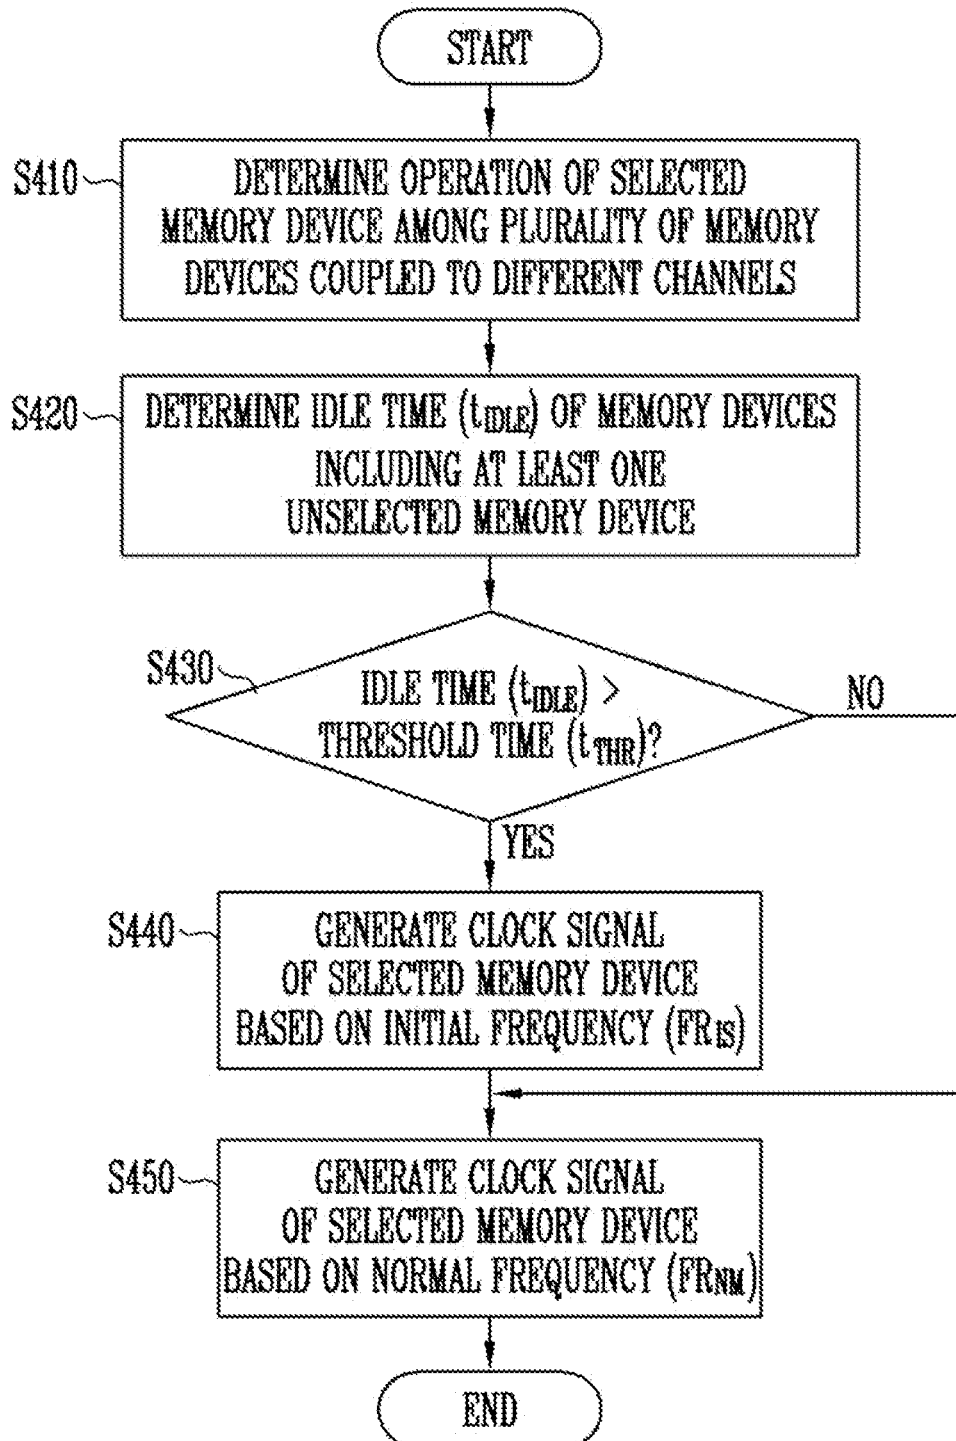 START
S410
DETERMINE OPERATION OF SELECTED
MEMORY DEVICE AMONG PLURALITY OF MEMORY
DEVICES COUPLED TO DIFFERENT CHANNELS
S420
DETERMINE IDLE TIME (tIDLE) OF MEMORY DEVICES
INCLUDING AT LEAST ONE
UNSELECTED MEMORY DEVICE
S430
IDLE TIME (tIDLE) >
THRESHOLD TIME (tTHR)?
NO
YES
S440
GENERATE CLOCK SIGNAL
OF SELECTED MEMORY DEVICE
BASED ON INITIAL FREQUENCY (FRIS)
S450
GENERATE CLOCK SIGNAL
OF SELECTED MEMORY DEVICE
BASED ON NORMAL FREQUENCY (FRNM)
END